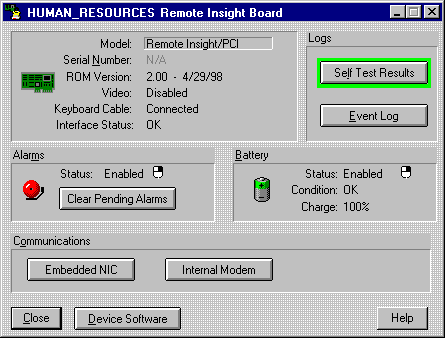 HUMAN_RESOURCES Remote Insight Board
Model: Remote Insight/PCI
Serial Number: N/A
ROM Version: 2.00 - 4/29/98
Video: Disabled
Keyboard Cable: Connected
Interface Status: OK
Logs
Self Test Results
Event Log
Alarms
Status: Enabled
Clear Pending Alarms
Battery
Status: Enabled
Condition: OK
Charge: 100%
Communications
Embedded NIC
Internal Modem
Close
Device Software
Help